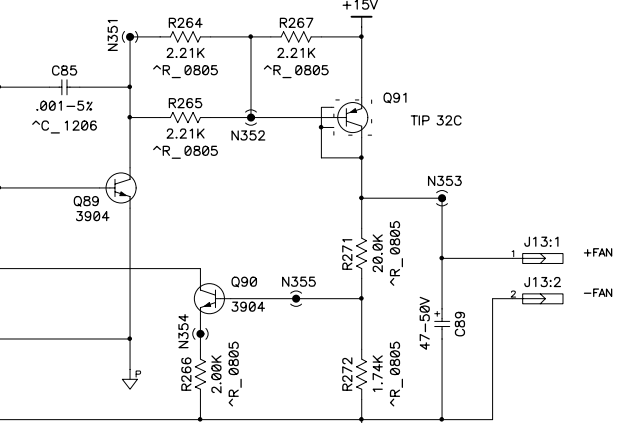 +15V
N351
R264
2.21K
^R_0805
R267
2.21K
^R_0805
C85
.001-5%
^C_1206
R265
2.21K
^R_0805
N352
Q91
TIP 32C
Q89
3904
N353
R271
20.0K
^R_0805
J13:1
1
+FAN
J13:2
2
-FAN
Q90
3904
N355
N354
R266
2.00K
^R_0805
P
R272
1.74K
^R_0805
+
47-50V
C89